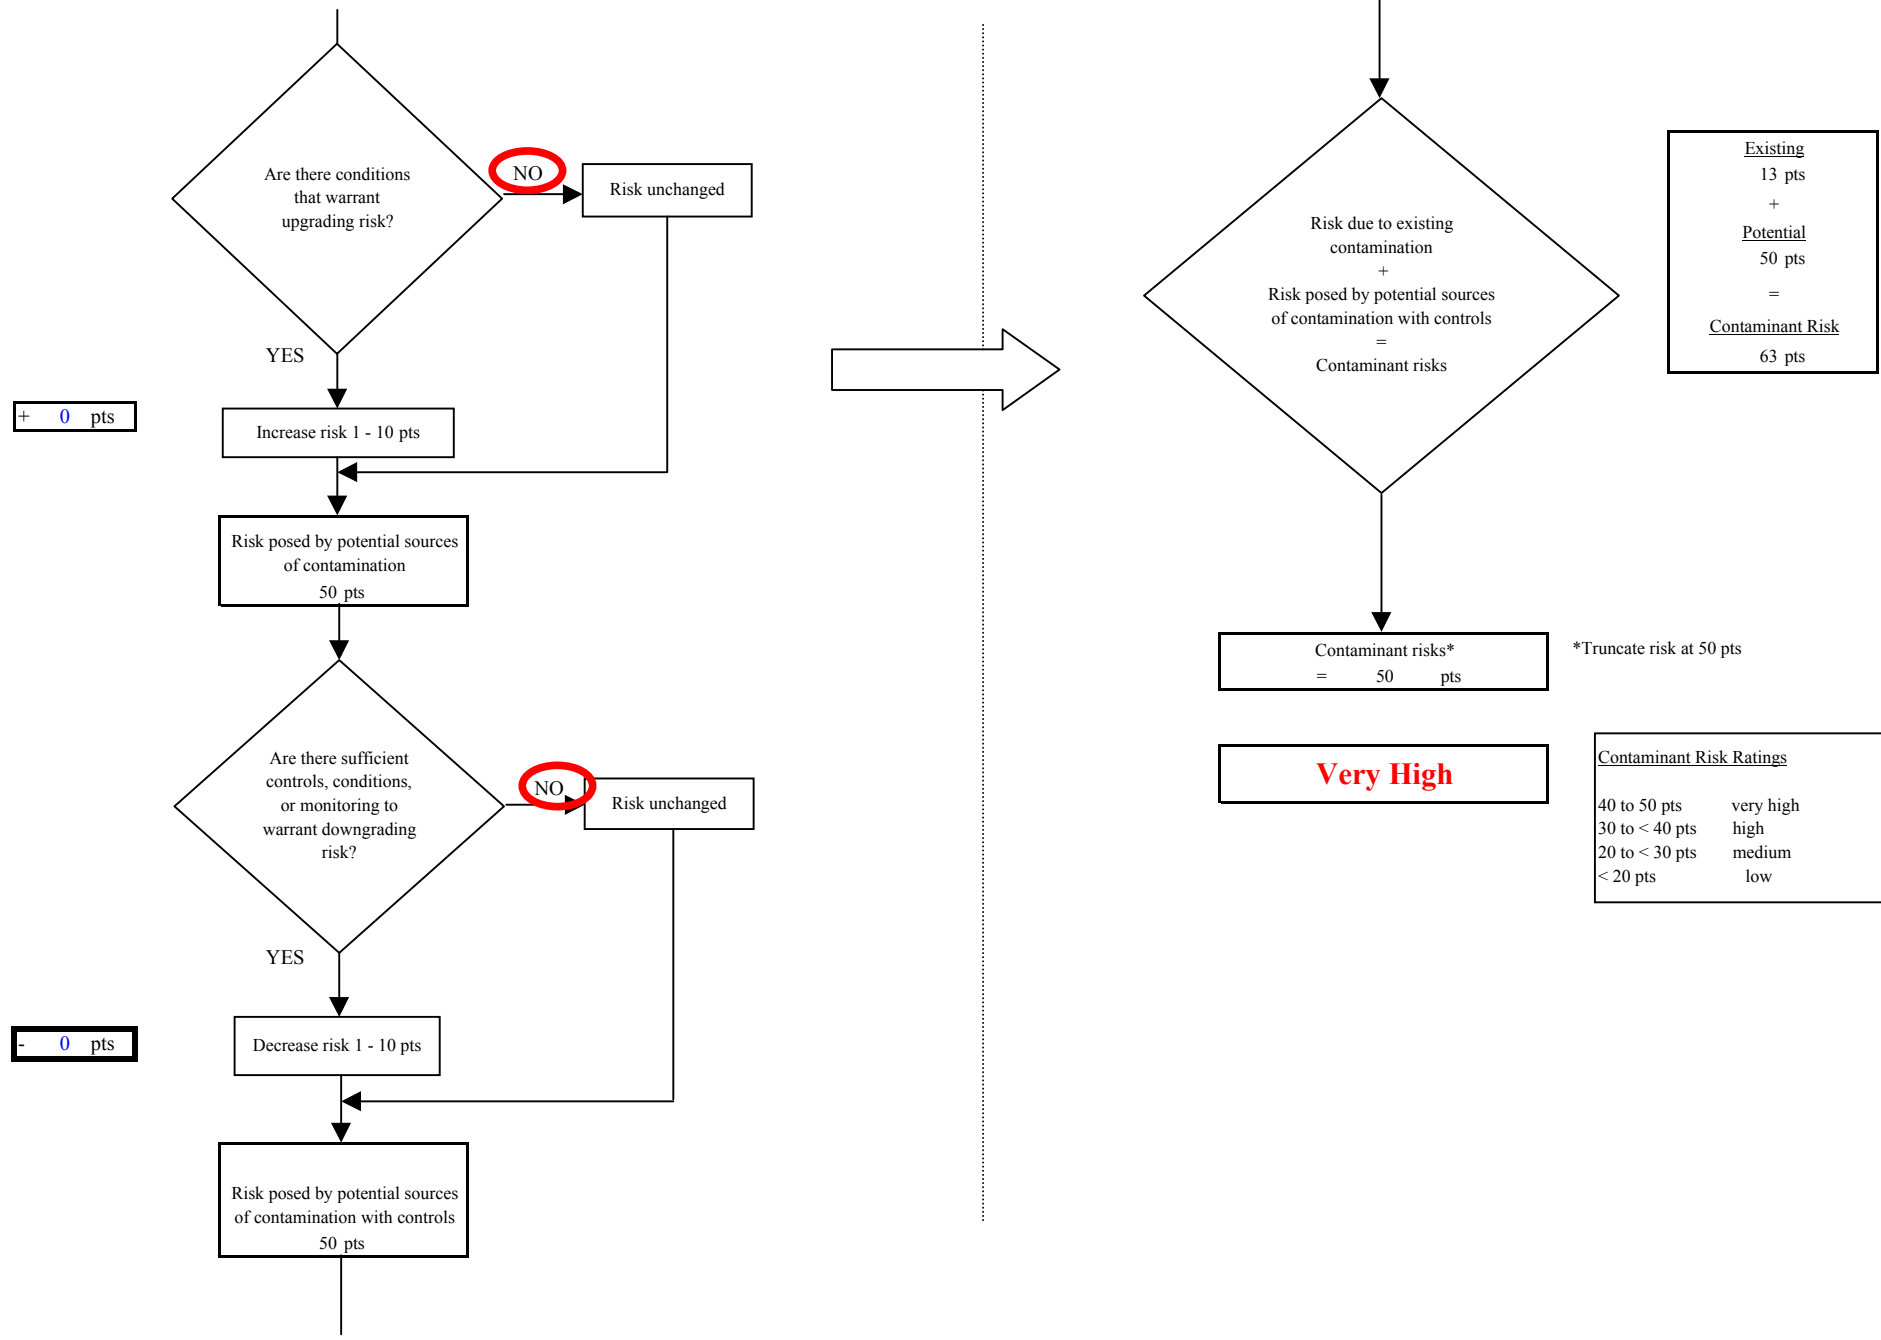 Are there conditions
that warrant
upgrading risk?
NO
Risk unchanged
YES
+ 0 pts
Increase risk 1 - 10 pts
Risk posed by potential sources
of contamination
50 pts
Are there sufficient
controls, conditions,
or monitoring to
warrant downgrading
risk?
NO
Risk unchanged
YES
- 0 pts
Decrease risk 1 - 10 pts
Risk posed by potential sources
of contamination with controls
50 pts
Risk due to existing
contamination
+
Risk posed by potential sources
of contamination with controls
=
Contaminant risks
Existing
13 pts
+
Potential
50 pts
=
Contaminant Risk
63 pts
Contaminant risks*
= 50 pts
*Truncate risk at 50 pts
Very High
Contaminant Risk Ratings
40 to 50 pts very high
30 to < 40 pts high
20 to < 30 pts medium
< 20 pts low